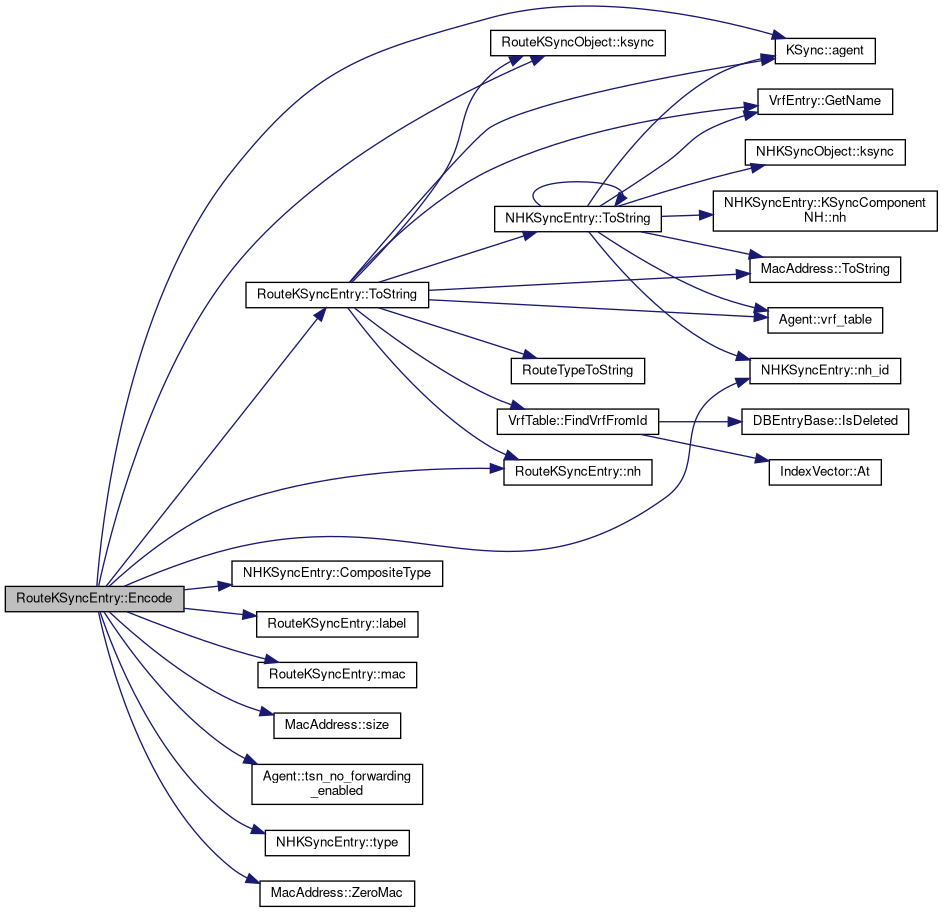 RouteKSyncObject::ksync
KSync::agent
VrfEntry::GetName
NHKSyncObject::ksync
NHKSyncEntry::KSyncComponent
NH::nh
NHKSyncEntry::ToString
MacAddress::ToString
RouteKSyncEntry::ToString
Agent::vrf_table
RouteTypeToString
NHKSyncEntry::nh_id
VrfTable::FindVrfFromId
DBEntryBase::IsDeleted
RouteKSyncEntry::nh
IndexVector::At
NHKSyncEntry::CompositeType
RouteKSyncEntry::Encode
RouteKSyncEntry::label
RouteKSyncEntry::mac
MacAddress::size
Agent::tsn_no_forwarding
_enabled
NHKSyncEntry::type
MacAddress::ZeroMac